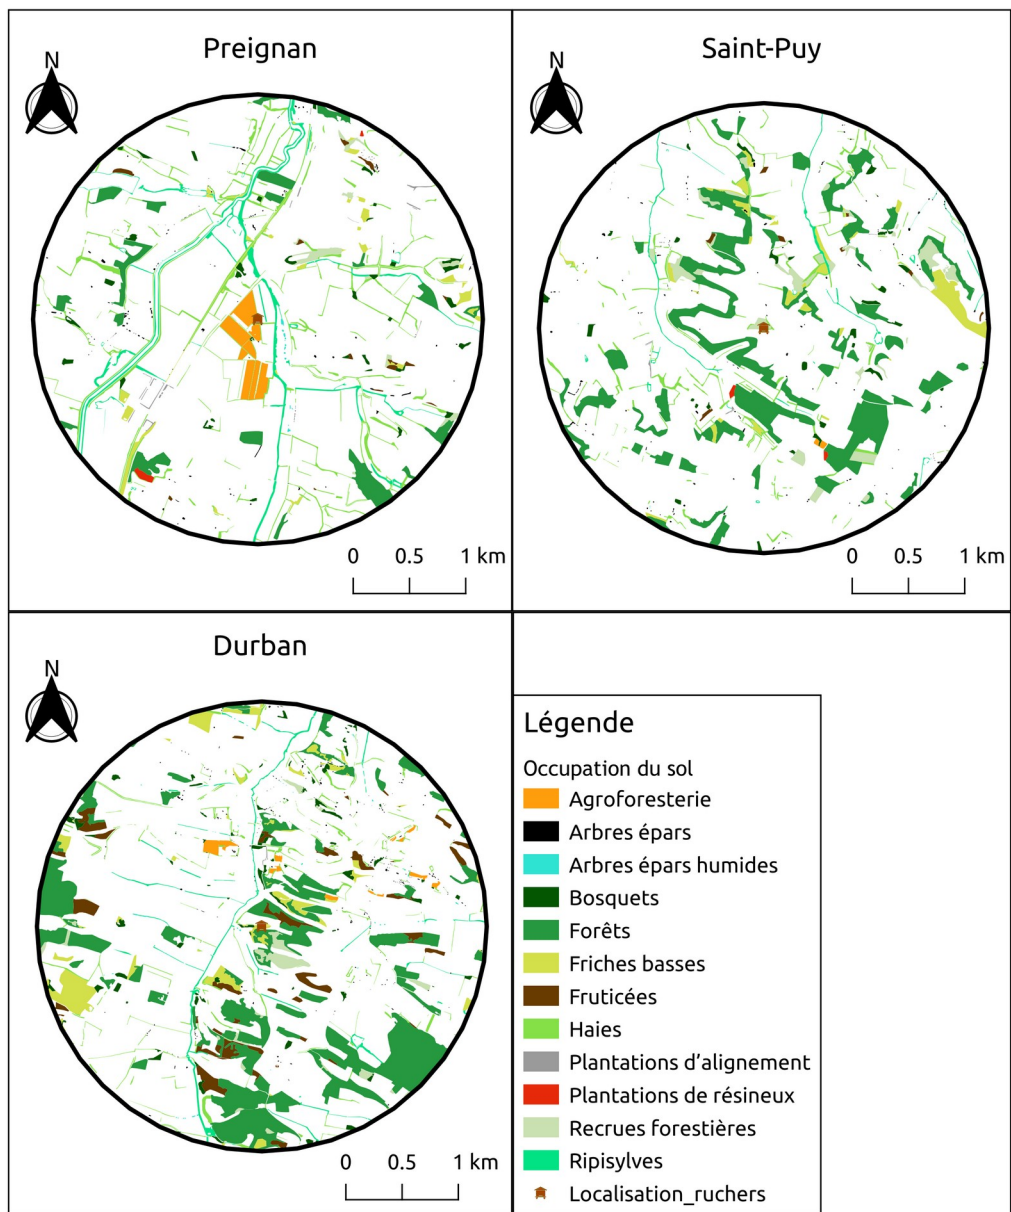 Preignan
N
0 0.5 1 km
Saint-Puy
N
0 0.5 1 km
Durban
N
0 0.5 1 km
Légende
Occupation du sol
Agroforesterie
Arbres épars
Arbres épars humides
Bosquets
Forêts
Friches basses
Fruticées
Haies
Plantations d’alignement
Plantations de résineux
Recrues forestières
Ripisylves
Localisation_ruchers